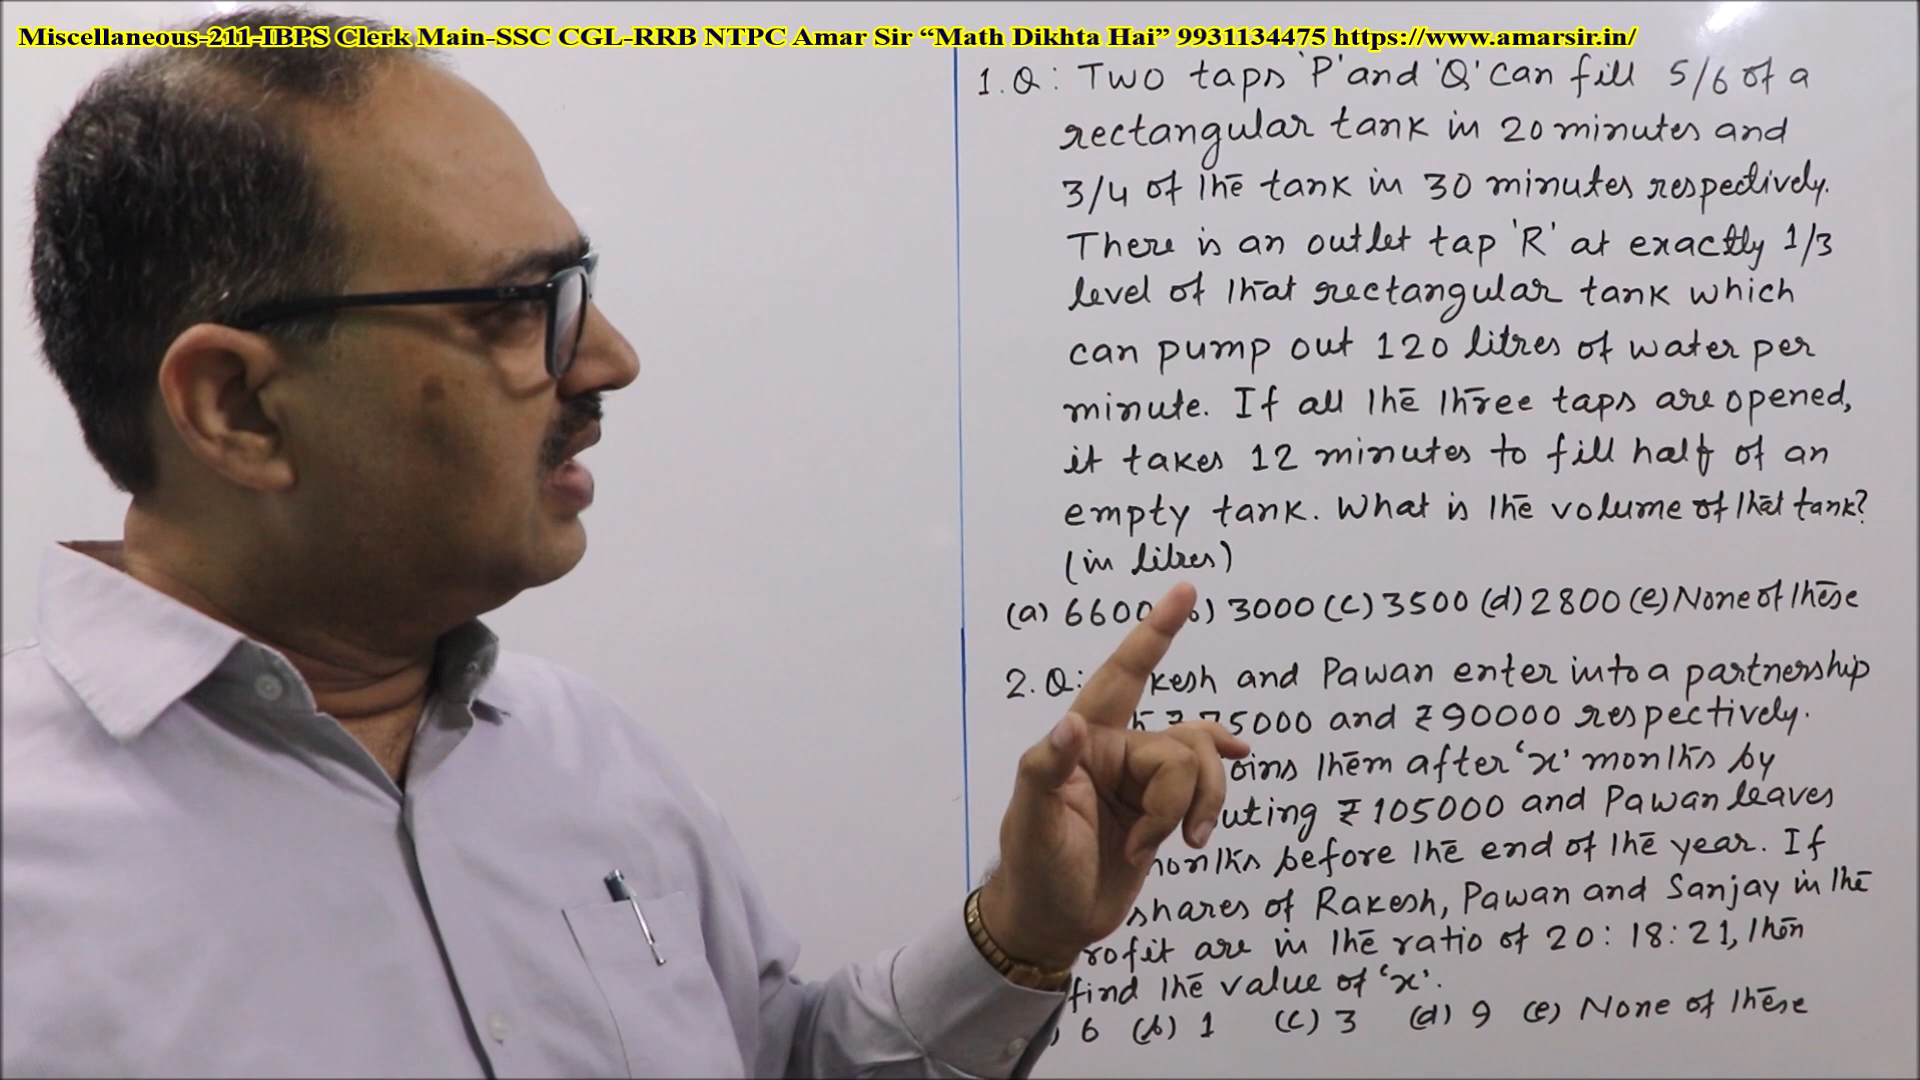 Miscellaneous-211-IBPS Clerk Main-SSC CGL-RRB NTPC Amar Sir “Math Dikhta Hai” 9931134475 https://www.amarsir.in/
1.Q: Two taps 'P' and 'Q' can fill 5/6 of a
rectangular tank in 20 minutes and
3/4 of the tank in 30 minutes respectively.
There is an outlet tap 'R' at exactly 1/3
level of that rectangular tank which
can pump out 120 litres of water per
minute. If all the three taps are opened,
it takes 12 minutes to fill half of an
empty tank. What is the volume of that tank?
(in litres)
(a) 6600 ) 3000 (c) 3500 (d) 2800 (e) None of these
2.Q: kesh and Pawan enter into a partnership
₹ 75000 and ₹90000 respectively.
oins them after 'x' months by
uting ₹105000 and Pawan leaves
months before the end of the year. If
shares of Rakesh, Pawan and Sanjay in the
rofit are in the ratio of 20:18:21, then
find the value of 'x'.
) 6 (b) 1 (c) 3 (d) 9 (e) None of these